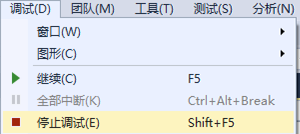 调试(D) 团队(M) 工具(T) 测试(S) 分析(N)
窗口(W)
图形(C)
继续(C) F5
全部中断(K) Ctrl+Alt+Break
停止调试(E) Shift+F5